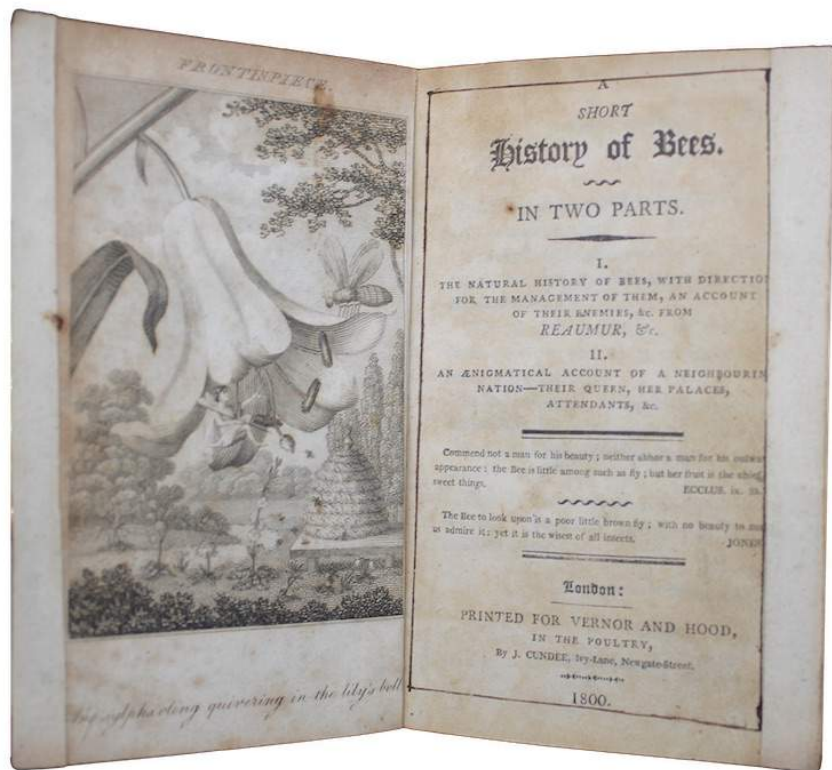 FRONTISPIECE.
sylphs clung quivering in the lily's bell
A
SHORT
History of Bees.
IN TWO PARTS.
I.
THE NATURAL HISTORY OF BEES, WITH DIRECTIO
FOR THE MANAGEMENT OF THEM, AN ACCOUNT
OF THEIR ENEMIES, &c. FROM
REAUMUR, &c.
II.
AN ÆNIGMATICAL ACCOUNT OF A NEIGHBOURIN
NATION—THEIR QUEEN, HER PALACES,
ATTENDANTS, &c.
Commend not a man for his beauty; neither abhor a man for his outwa
appearance: the Bee is little among such as fly; but her fruit is the chief
sweet things. ECCLUS.
The Bee to look upon is a poor little brown fly; with no beauty to
us admire it; yet it is the wisest of all insects. JONES
London:
PRINTED FOR VERNOR AND HOOD,
IN THE POULTRY,
By J. CUNDEE, Ivy-Lane, Newgate-Street.
1800.